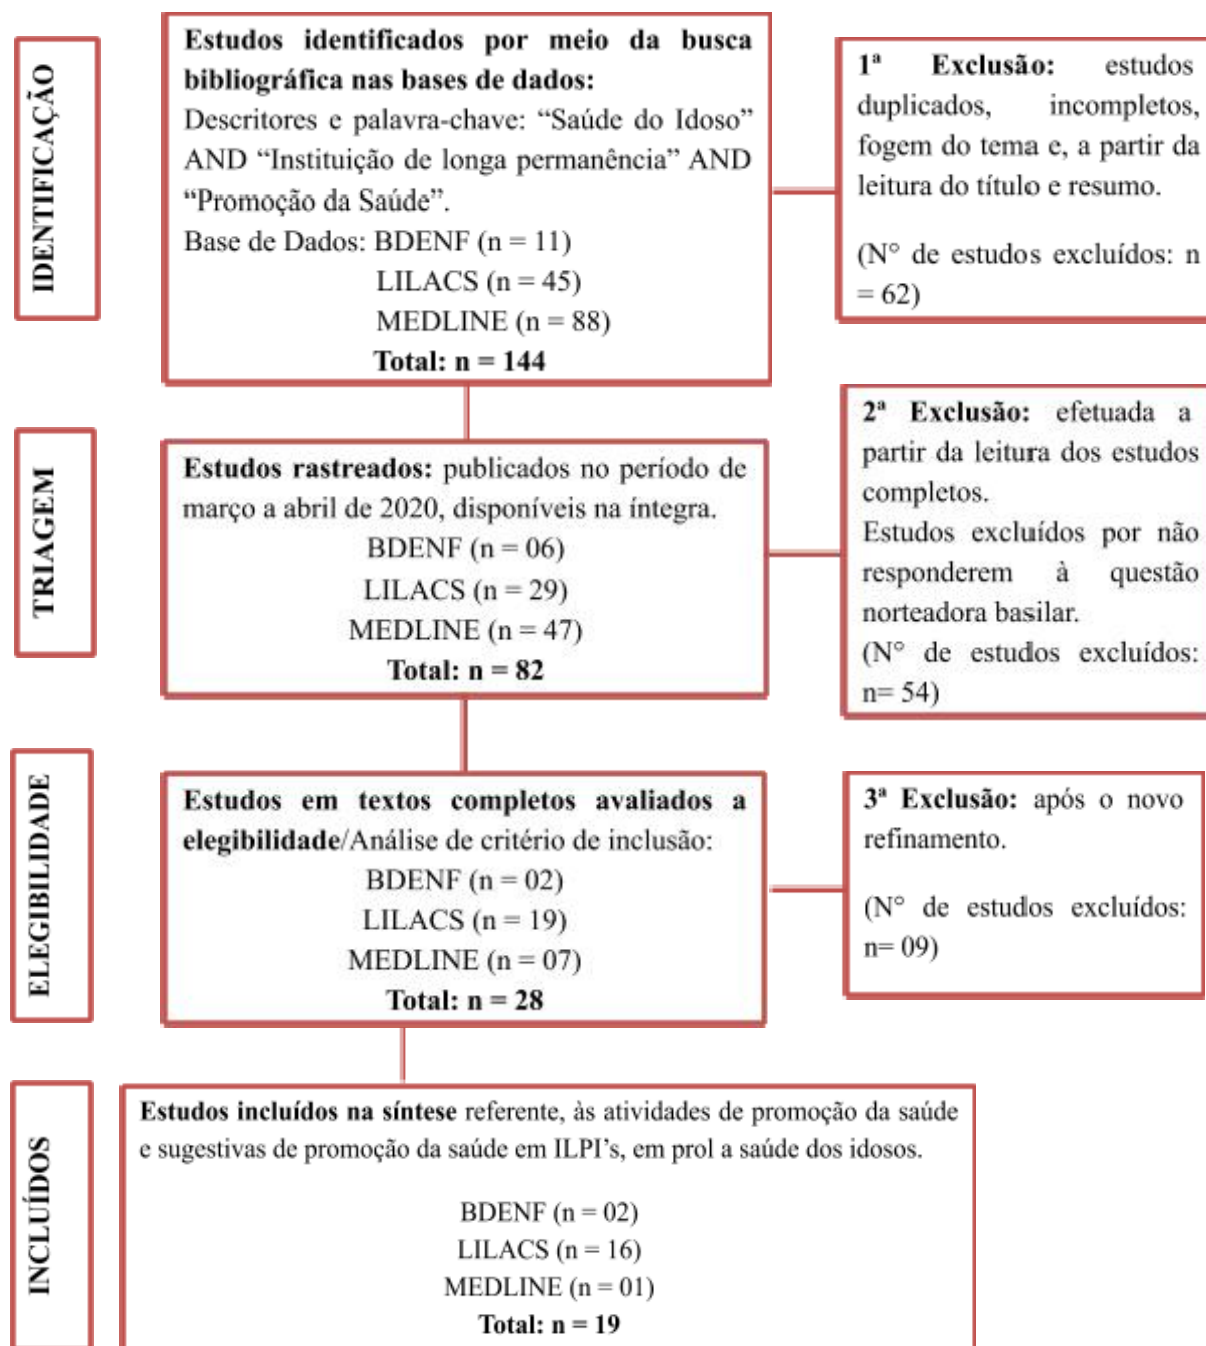 IDENTIFICAÇÃO
Estudos identificados por meio da busca
bibliográfica nas bases de dados:
Descritores e palavra-chave: “Saúde do Idoso”
AND “Instituição de longa permanência” AND
“Promoção da Saúde”.
Base de Dados: BDENF (n = 11)
LILACS (n = 45)
MEDLINE (n = 88)
Total: n = 144
1ª Exclusão: estudos
duplicados, incompletos,
fogem do tema e, a partir da
leitura do título e resumo.
(N° de estudos excluídos: n
= 62)
TRIAGEM
Estudos rastreados: publicados no período de
março a abril de 2020, disponíveis na íntegra.
BDENF (n = 06)
LILACS (n = 29)
MEDLINE (n = 47)
Total: n = 82
2ª Exclusão: efetuada a
partir da leitura dos estudos
completos.
Estudos excluídos por não
responderem à questão
norteadora basilar.
(N° de estudos excluídos:
n= 54)
ELEGIBILIDADE
Estudos em textos completos avaliados a
elegibilidade/Análise de critério de inclusão:
BDENF (n = 02)
LILACS (n = 19)
MEDLINE (n = 07)
Total: n = 28
3ª Exclusão: após o novo
refinamento.
(N° de estudos excluídos:
n= 09)
INCLUÍDOS
Estudos incluídos na síntese referente, às atividades de promoção da saúde
e sugestivas de promoção da saúde em ILPI’s, em prol a saúde dos idosos.
BDENF (n = 02)
LILACS (n = 16)
MEDLINE (n = 01)
Total: n = 19